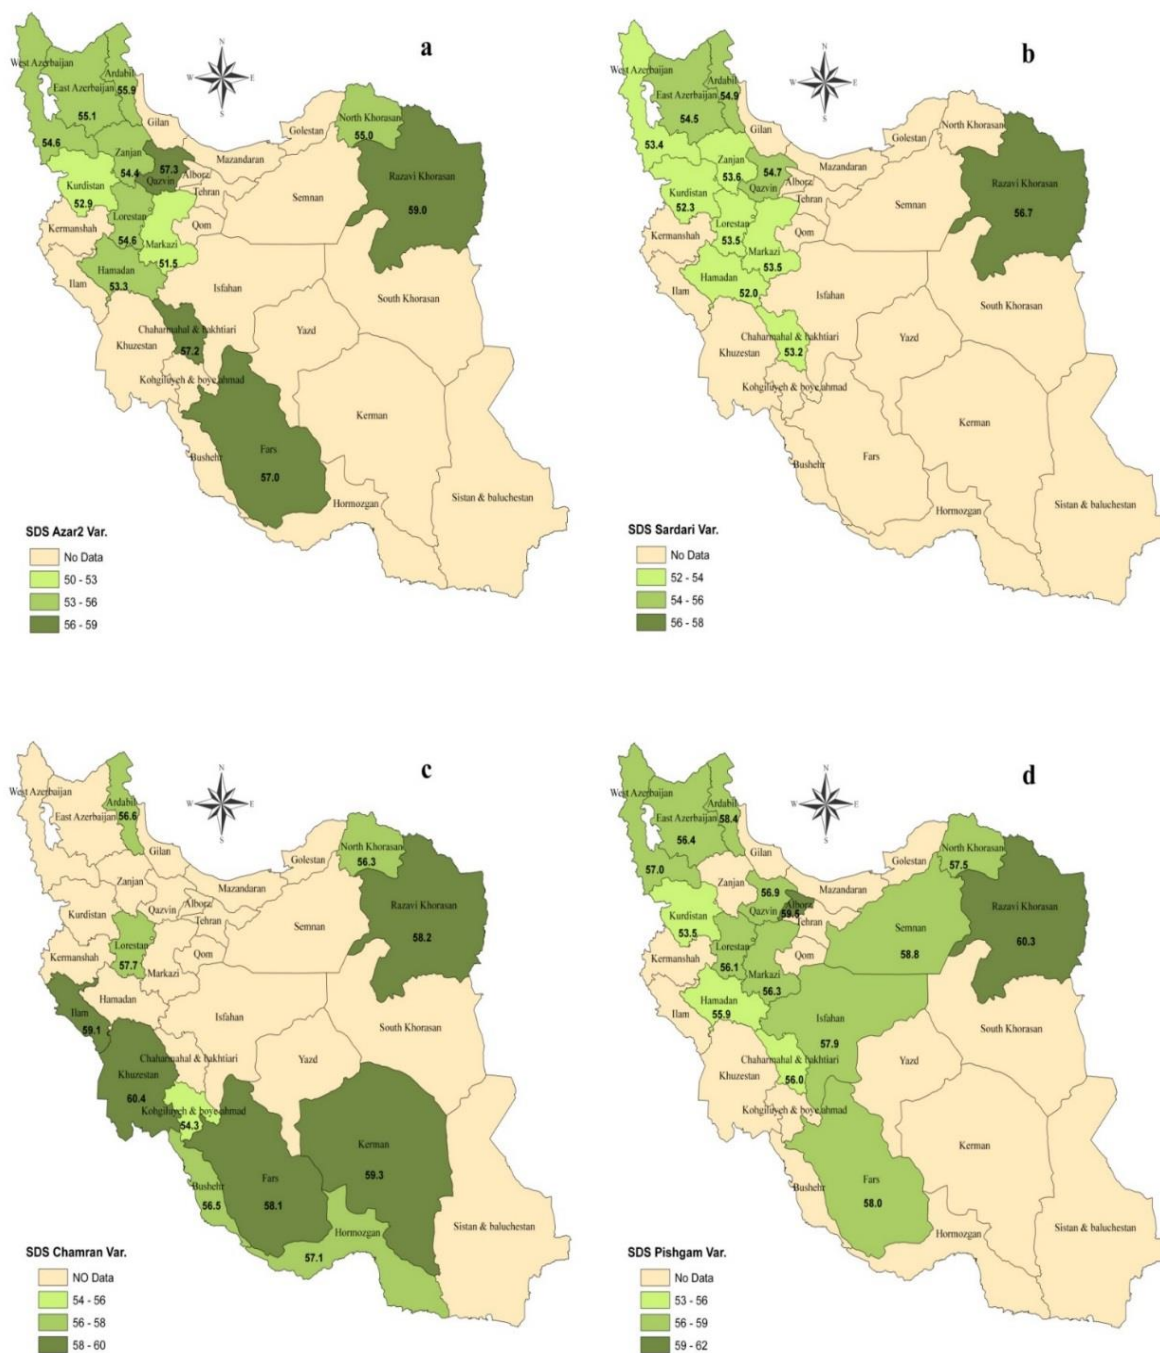 a
N
W E
S
West Azerbaijan
Ardabil
55.9
East Azerbaijan
55.1
Gilan
54.6
Zanjan
54.4
57.3
Qazvin
Alborz
Mazandaran
Golestan
North Khorasan
55.0
Tehran
Semnan
Razavi Khorasan
59.0
Kurdistan
52.9
Lorestan
54.6
Qom
Kermanshah
Markazi
51.5
Hamadan
53.3
Ilam
Isfahan
South Khorasan
Chaharmahal & bakhtiari
57.2
Khuzestan
Yazd
Kohgiluyeh & boye,ahmad
Kerman
Fars
57.0
Bushehr
Hormozgan
Sistan & baluchestan
SDS Azar2 Var.
No Data
50 - 53
53 - 56
56 - 59
b
N
W E
S
West Azerbaijan
Ardabil
54.9
East Azerbaijan
54.5
Gilan
53.4
Zanjan
53.6
54.7
Qazvin
Mazandaran
Golestan
North Khorasan
Tehran
Semnan
Razavi Khorasan
56.7
Kurdistan
52.3
Lorestan
53.5
Qom
Kermanshah
Markazi
53.5
Hamadan
52.0
Ilam
Isfahan
South Khorasan
Chaharmahal & bakhtiari
53.2
Khuzestan
Yazd
Kohgiluyeh & boye,ahmad
Kerman
Fars
Bushehr
Hormozgan
Sistan & baluchestan
SDS Sardari Var.
No Data
52 - 54
54 - 56
56 - 58
c
N
W E
S
West Azerbaijan
Ardabil
56.6
East Azerbaijan
Gilan
Zanjan
Qazvin
Mazandaran
Golestan
North Khorasan
56.3
Tehran
Semnan
Razavi Khorasan
58.2
Kurdistan
Lorestan
57.7
Qom
Kermanshah
Markazi
Hamadan
Ilam
59.1
Isfahan
South Khorasan
Chaharmahal & bakhtiari
Khuzestan
60.4
Yazd
Kohgiluyeh & boye,ahmad
54.3
Kerman
59.3
Fars
58.1
Bushehr
56.5
Hormozgan
57.1
Sistan & baluchestan
SDS Chamran Var.
NO Data
54 - 56
56 - 58
58 - 60
d
N
W E
S
West Azerbaijan
Ardabil
58.4
East Azerbaijan
56.4
Gilan
57.0
Zanjan
56.9
Qazvin
Mazandaran
Golestan
North Khorasan
57.5
Tehran
Semnan
58.8
Razavi Khorasan
60.3
Kurdistan
53.5
Lorestan
56.1
Qom
Kermanshah
Markazi
56.3
Hamadan
55.9
Ilam
Isfahan
57.9
South Khorasan
Chaharmahal & bakhtiari
56.0
Khuzestan
Yazd
Kohgiluyeh & boye,ahmad
Kerman
Fars
58.0
Bushehr
Hormozgan
Sistan & baluchestan
SDS Pishgam Var.
No Data
53 - 56
56 - 59
59 - 62